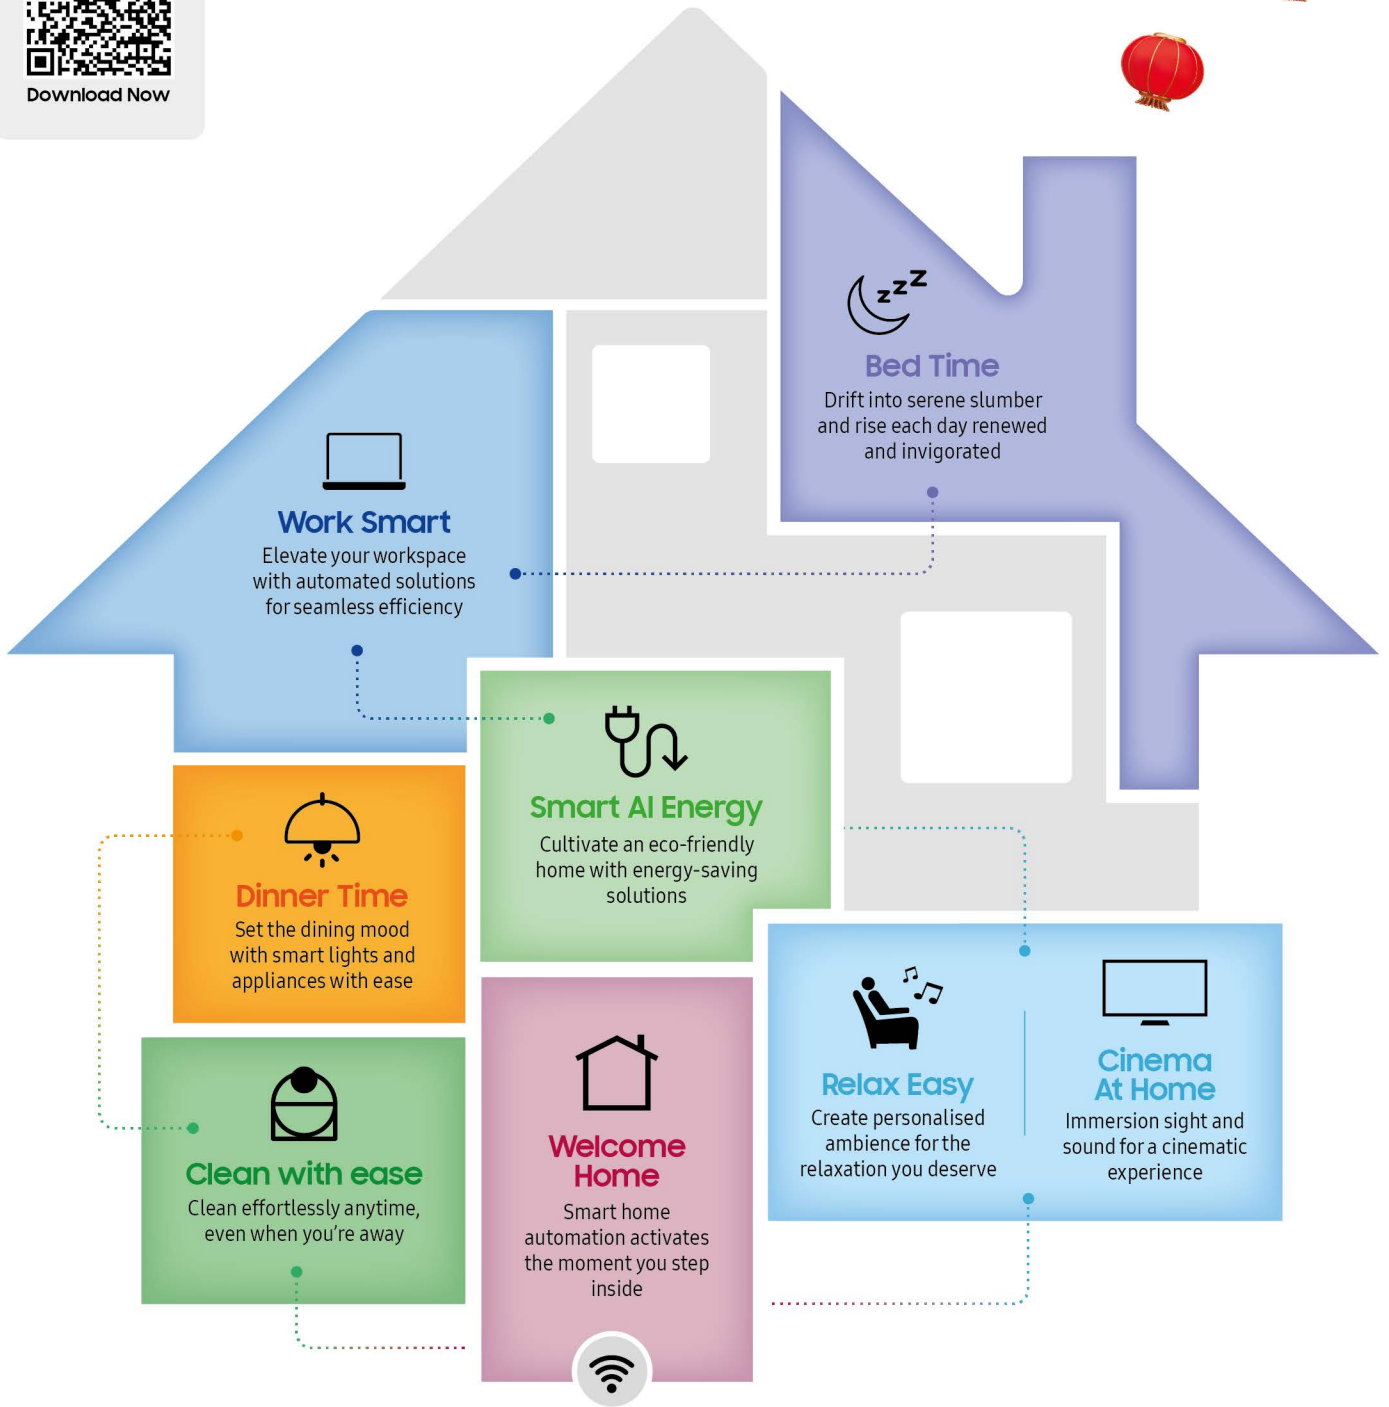 Download Now
zzZ
Bed Time
Drift into serene slumber
and rise each day renewed
and invigorated
Work Smart
Elevate your workspace
with automated solutions
for seamless efficiency
Smart AI Energy
Cultivate an eco-friendly
home with energy-saving
solutions
Dinner Time
Set the dining mood
with smart lights and
appliances with ease
Relax Easy
Create personalised
ambience for the
relaxation you deserve
Cinema
At Home
Immersion sight and
sound for a cinematic
experience
Clean with ease
Clean effortlessly anytime,
even when you’re away
Welcome
Home
Smart home
automation activates
the moment you step
inside